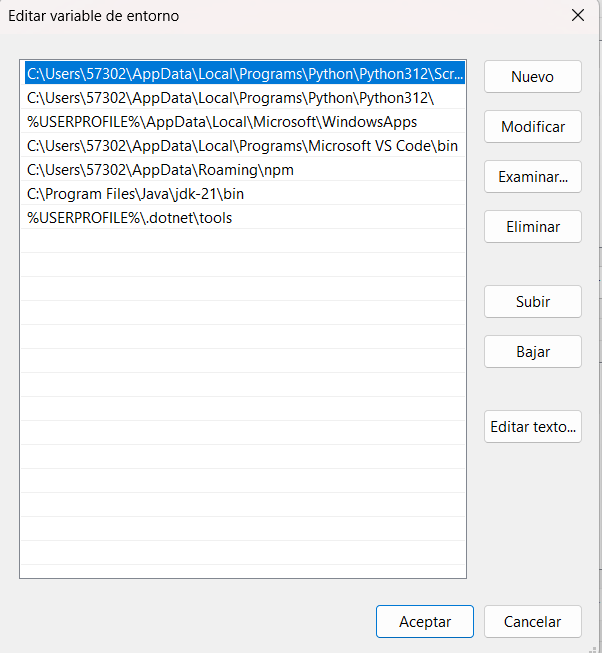 Editar variable de entorno
C:\Users\57302\AppData\Local\Programs\Python\Python312\Scr...
C:\Users\57302\AppData\Local\Programs\Python\Python312\
%USERPROFILE%\AppData\Local\Microsoft\WindowsApps
C:\Users\57302\AppData\Local\Programs\Microsoft VS Code\bin
C:\Users\57302\AppData\Roaming\npm
C:\Program Files\Java\jdk-21\bin
%USERPROFILE%\.dotnet\tools
Nuevo
Modificar
Examinar...
Eliminar
Subir
Bajar
Editar texto...
Aceptar
Cancelar